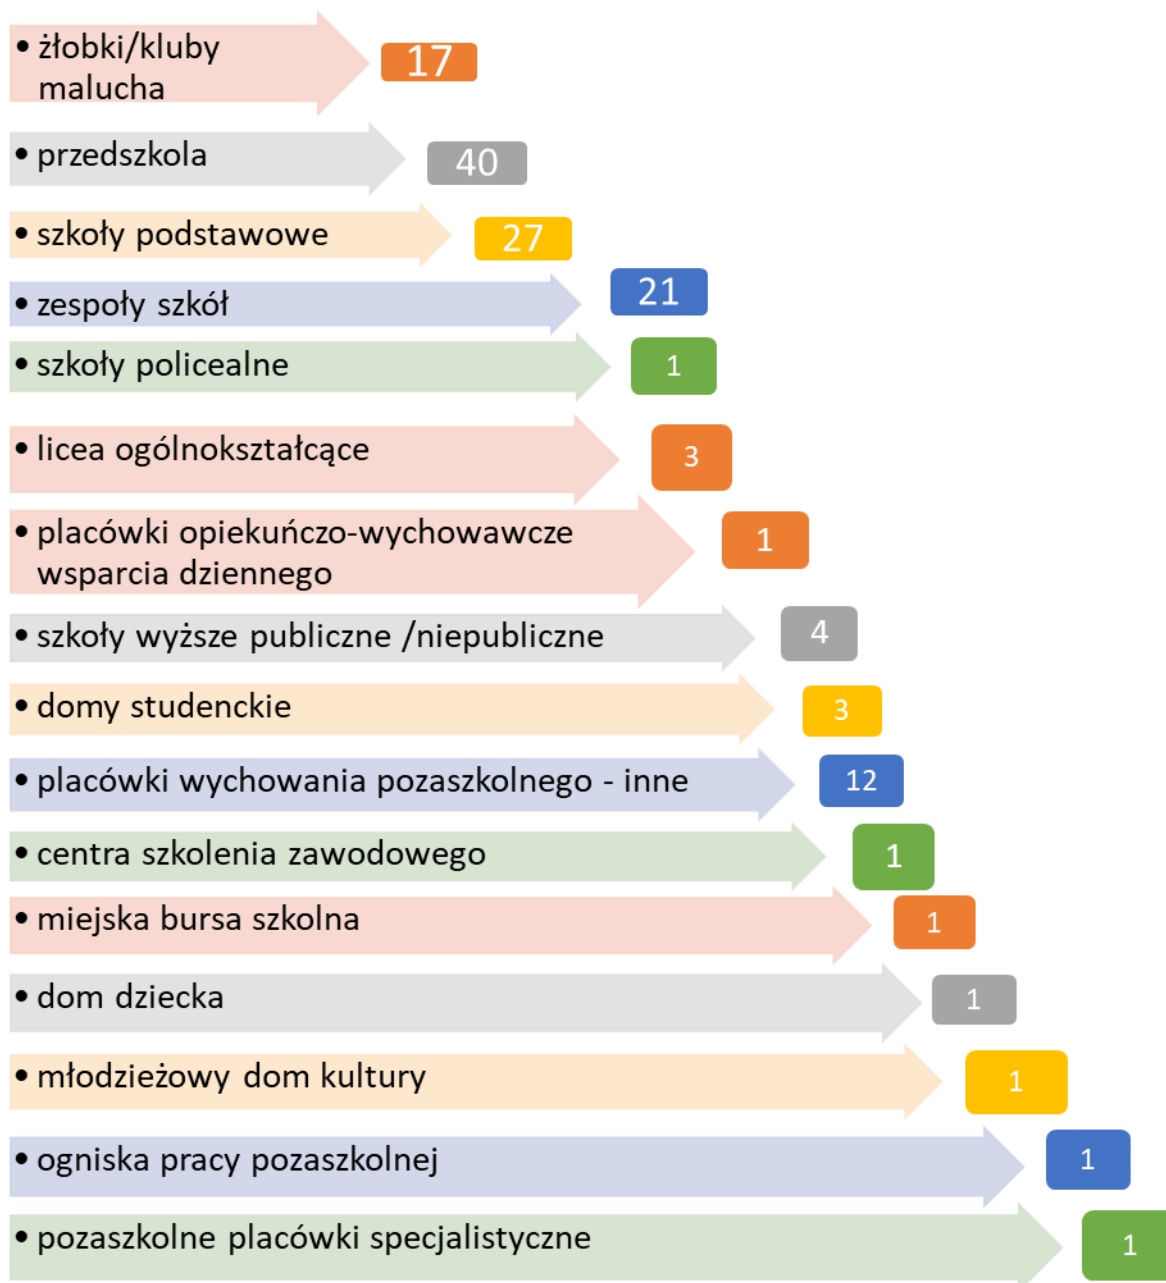 • żłobki/kluby
malucha
17
• przedszkola
40
• szkoły podstawowe
27
• zespoły szkół
21
• szkoły policealne
1
• licea ogólnokształcące
3
• placówki opiekuńczo-wychowawcze
wsparcia dziennego
1
• szkoły wyższe publiczne /niepubliczne
4
• domy studenckie
3
• placówki wychowania pozaszkolnego - inne
12
• centra szkolenia zawodowego
1
• miejska bursa szkolna
1
• dom dziecka
1
• młodzieżowy dom kultury
1
• ogniska pracy pozaszkolnej
1
• pozaszkolne placówki specjalistyczne
1